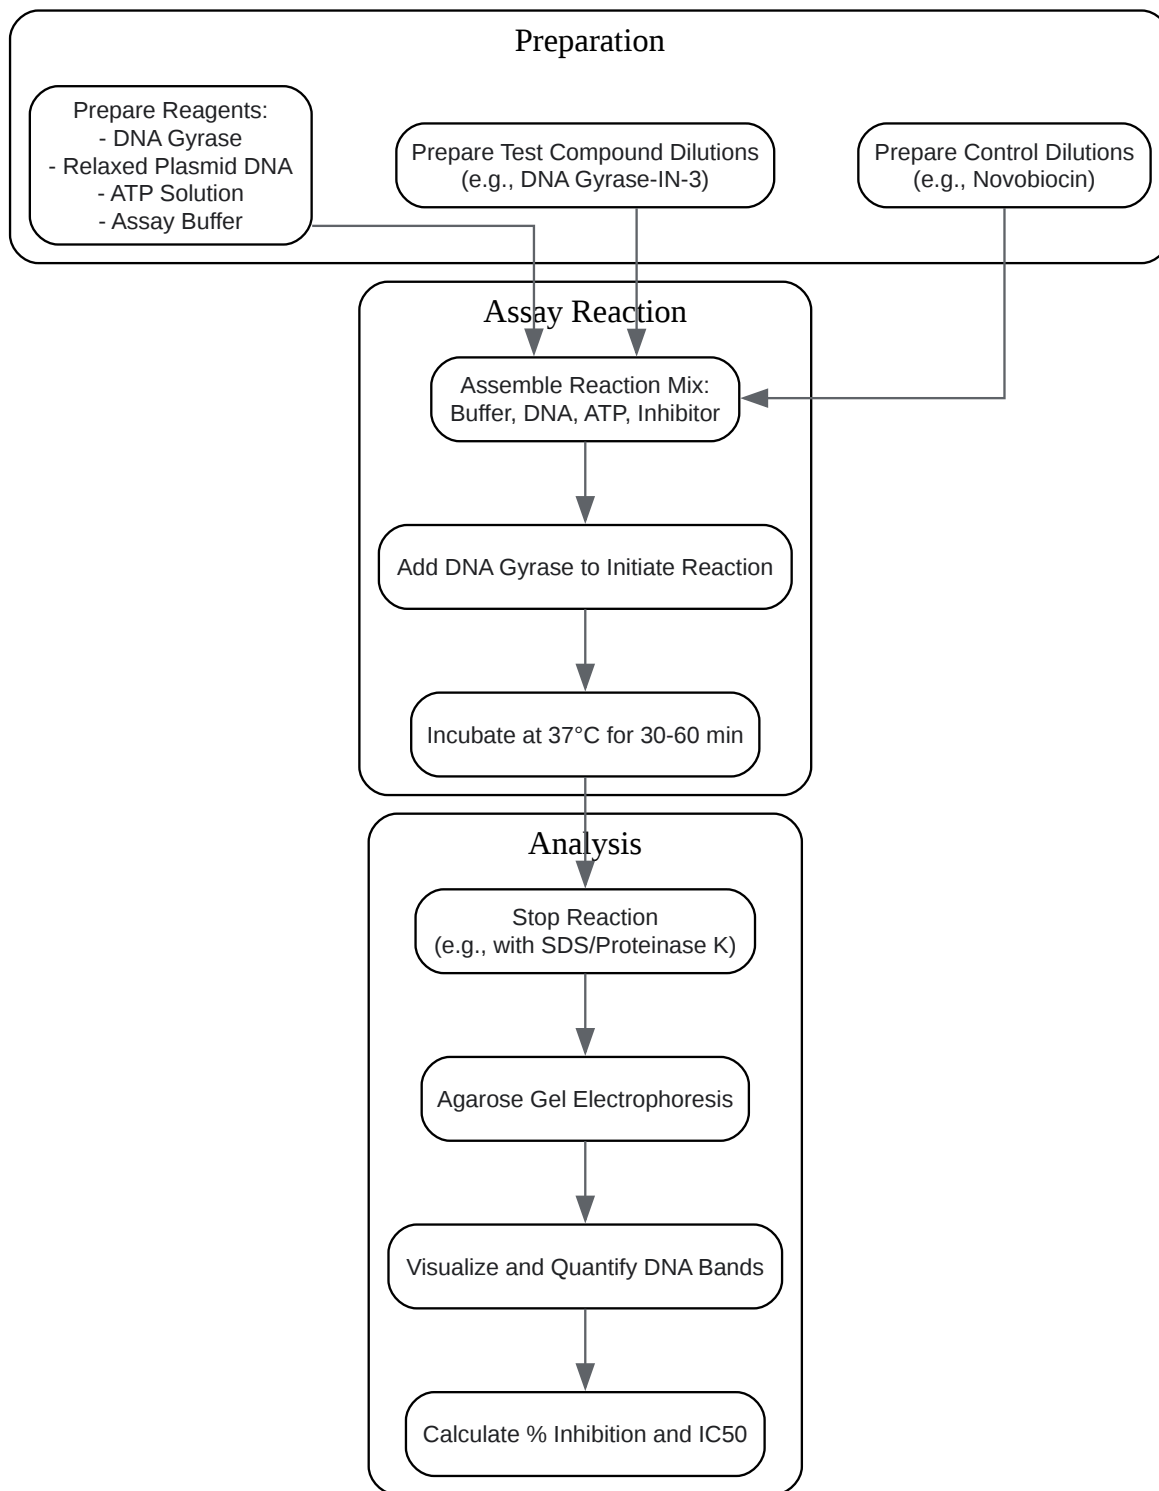 Preparation
Prepare Reagents:
- DNA Gyrase
- Relaxed Plasmid DNA
- ATP Solution
- Assay Buffer
Prepare Test Compound Dilutions
(e.g., DNA Gyrase-IN-3)
Prepare Control Dilutions
(e.g., Novobiocin)
Assay Reaction
Assemble Reaction Mix:
Buffer, DNA, ATP, Inhibitor
Add DNA Gyrase to Initiate Reaction
Incubate at 37°C for 30-60 min
Analysis
Stop Reaction
(e.g., with SDS/Proteinase K)
Agarose Gel Electrophoresis
Visualize and Quantify DNA Bands
Calculate % Inhibition and IC50